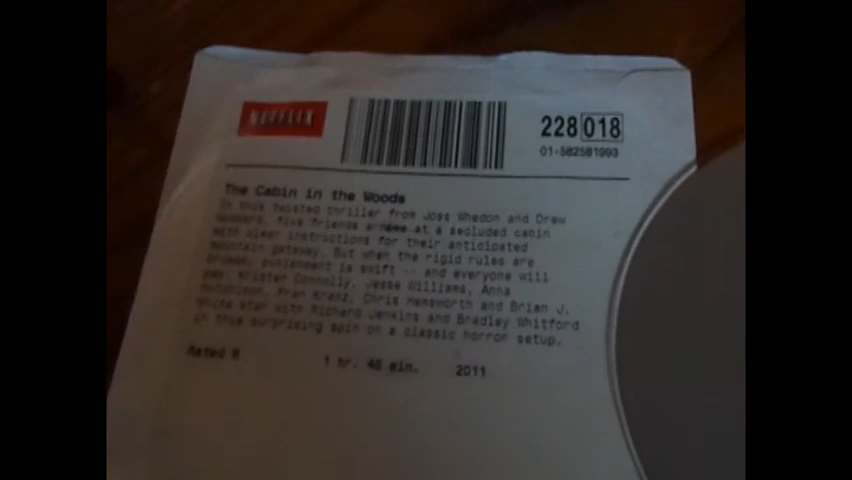 NETFLIX
228 018
01-582581993
The Cabin in the Woods
In this twisted thriller from Joss Whedon and Drew
Goddard, five friends arrive at a secluded cabin
with clear instructions for their anticipated
mountain getaway. But when the rigid rules are
broken, punishment is swift -- and everyone will
pay. Kristen Connolly, Jesse Williams, Anna
Hutchison, Fran Kranz, Chris Hemsworth and Brian J.
White star with Richard Jenkins and Bradley Whitford
in this surprising spin on a classic horror setup.
Rated R 1 hr. 45 min. 2011